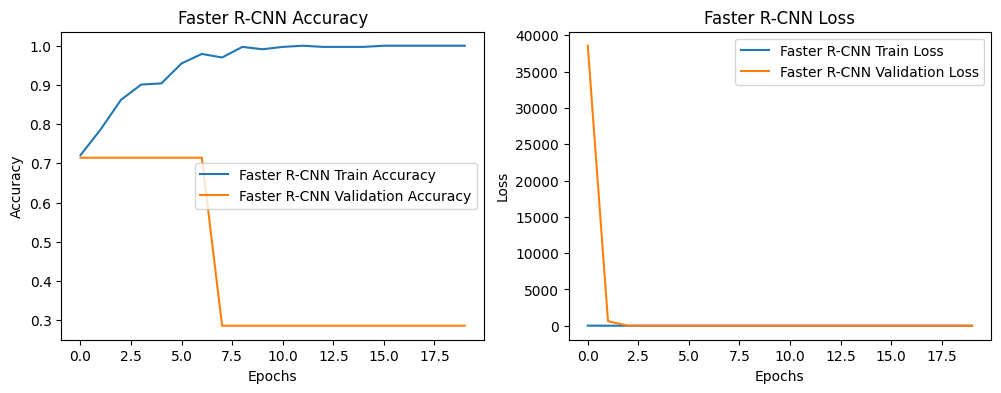 Faster R-CNN Accuracy
1.0
0.9
0.8
0.7
0.6
0.5
0.4
0.3
Accuracy
Faster R-CNN Train Accuracy
Faster R-CNN Validation Accuracy
0.0 2.5 5.0 7.5 10.0 12.5 15.0 17.5
Epochs
Faster R-CNN Loss
40000
35000
30000
25000
20000
15000
10000
5000
0
Loss
Faster R-CNN Train Loss
Faster R-CNN Validation Loss
0.0 2.5 5.0 7.5 10.0 12.5 15.0 17.5
Epochs